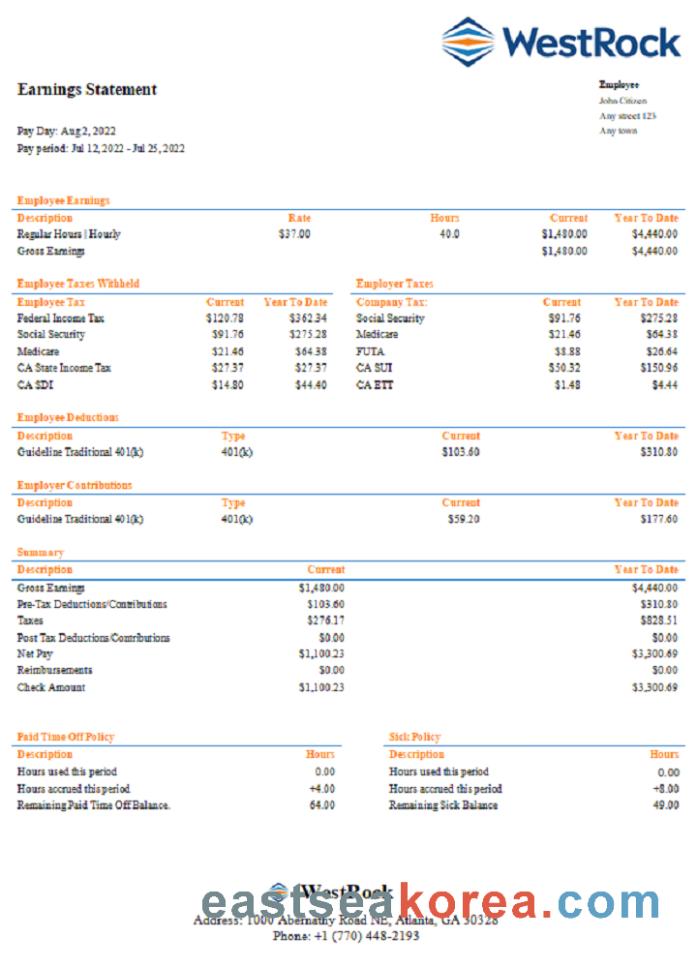 WestRock
Earnings Statement
Employee
John Citizen
Any street 123
Any town
Pay Day: Aug 2, 2022
Pay period: Jul 12, 2022 - Jul 25, 2022
Employee Earnings
Description Rate Hours Current Year To Date
Regular Hours | Hourly $37.00 40.0 $1,480.00 $4,440.00
Gross Earnings $1,480.00 $4,440.00
Employee Taxes Withheld Employer Taxes
Employee Tax Current Year To Date Company Tax: Current Year To Date
Federal Income Tax $120.78 $362.34 Social Security $91.76 $275.28
Social Security $91.76 $275.28 Medicare $21.46 $64.38
Medicare $21.46 $64.38 FUTA $8.88 $26.64
CA State Income Tax $27.37 $27.37 CA SUI $50.32 $150.96
CA SDI $14.80 $44.40 CA ETT $1.48 $4.44
Employee Deductions
Description Type Current Year To Date
Guideline Traditional 401(k) 401(k) $103.60 $310.80
Employer Contributions
Description Type Current Year To Date
Guideline Traditional 401(k) 401(k) $59.20 $177.60
Summary
Description Current Year To Date
Gross Earnings $1,480.00 $4,440.00
Pre-Tax Deductions/Contributions $103.60 $310.80
Taxes $276.17 $828.51
Post Tax Deductions/Contributions $0.00 $0.00
Net Pay $1,100.23 $3,300.69
Reimbursements $0.00 $0.00
Check Amount $1,100.23 $3,300.69
Paid Time Off Policy Sick Policy
Description Hours Description Hours
Hours used this period 0.00 Hours used this period 0.00
Hours accrued this period +4.00 Hours accrued this period +8.00
Remaining Paid Time Off Balance. 64.00 Remaining Sick Balance 49.00
WestRock
eastseakorea.com
Address: 1000 Abernathy Road NE, Atlanta, GA 30328
Phone: +1 (770) 448-2193